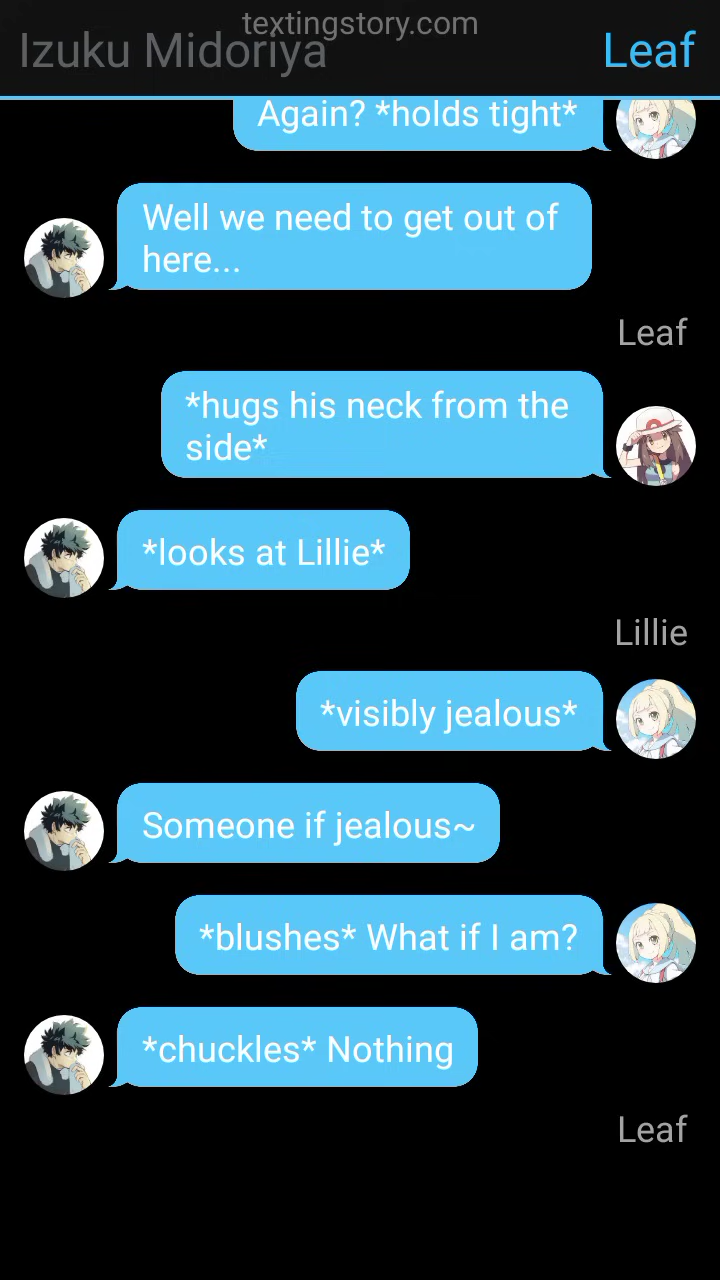 textingstory.com
Izuku Midoriya
Leaf
Again? *holds tight*
Well we need to get out of
here...
Leaf
*hugs his neck from the
side*
*looks at Lillie*
Lillie
*visibly jealous*
Someone if jealous~
*blushes* What if I am?
*chuckles* Nothing
Leaf